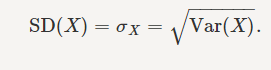 SD(X) = σ_X = √Var(X).